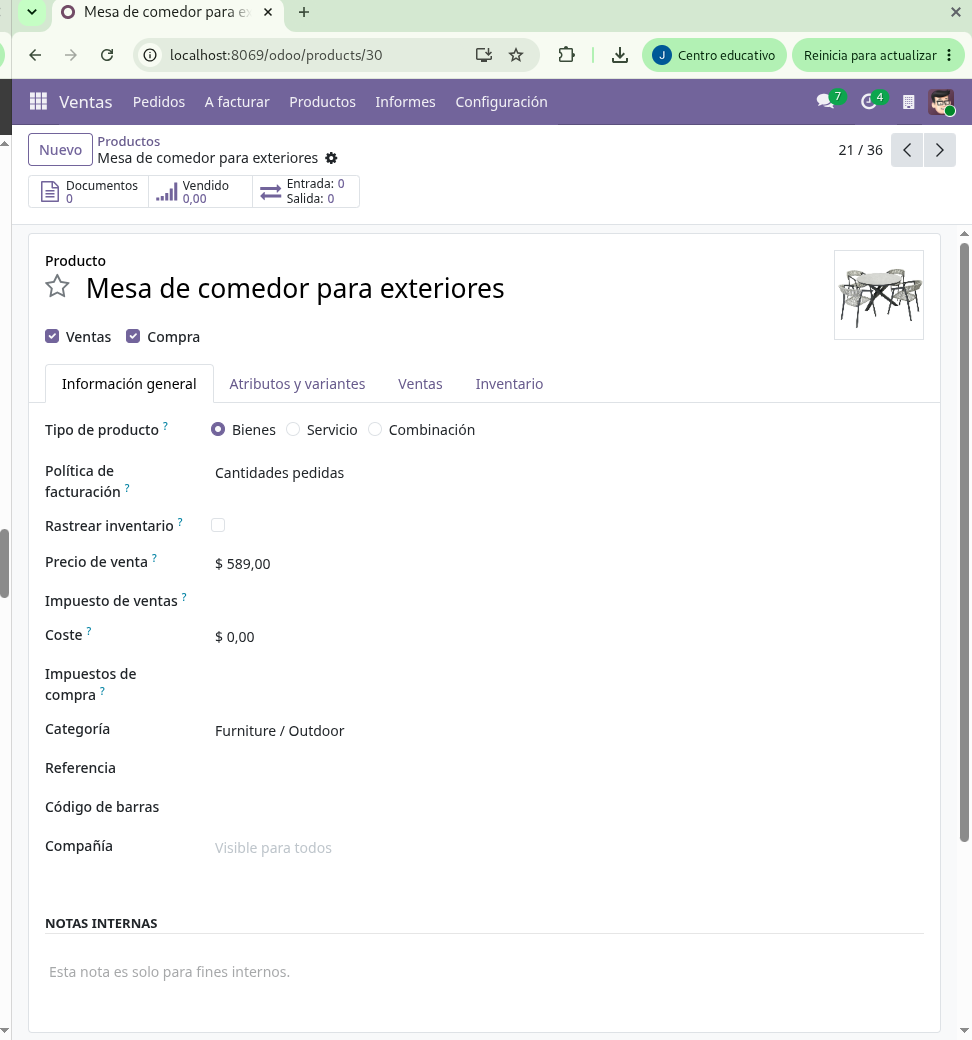 Mesa de comedor para e
localhost:8069/odoo/products/30
J Centro educativo
Reinicia para actualizar
Ventas Pedidos A facturar Productos Informes Configuración 7 4
Nuevo
Productos
Mesa de comedor para exteriores
21 / 36
Documentos
0
Vendido
0,00
Entrada: 0
Salida: 0
Producto
Mesa de comedor para exteriores
Ventas Compra
Información general Atributos y variantes Ventas Inventario
Tipo de producto ? Bienes Servicio Combinación
Política de
facturación ?
Cantidades pedidas
Rastrear inventario ?
Precio de venta ? $ 589,00
Impuesto de ventas ?
Coste ? $ 0,00
Impuestos de
compra ?
Categoría Furniture / Outdoor
Referencia
Código de barras
Compañía Visible para todos
NOTAS INTERNAS
Esta nota es solo para fines internos.